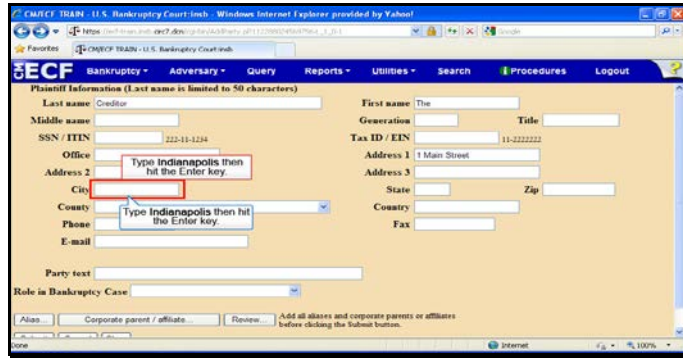 CM/ECF TRAIN - U.S. Bankruptcy Court:insb - Windows Internet Explorer provided by Yahoo!
Google
Favorites CM/ECF TRAIN - U.S. Bankruptcy Court:insb
CM ECF Bankruptcy Adversary Query Reports Utilities Search Procedures Logout ?
Plaintiff Information (Last name is limited to 50 characters)
Last name Creditor First name The
Middle name Generation Title
SSN / ITIN 222-11-1234 Tax ID / EIN 11-2222222
Office Address 1 1 Main Street
Type Indianapolis then
hit the Enter key.
Address 2 Address 3
City State Zip
County Country
Type Indianapolis then hit
the Enter key.
Phone Fax
E-mail
Party text
Role in Bankruptcy Case
Alias... Corporate parent / affiliate... Review... Add all aliases and corporate parents or affiliates
before clicking the Submit button.
Done Internet 100%